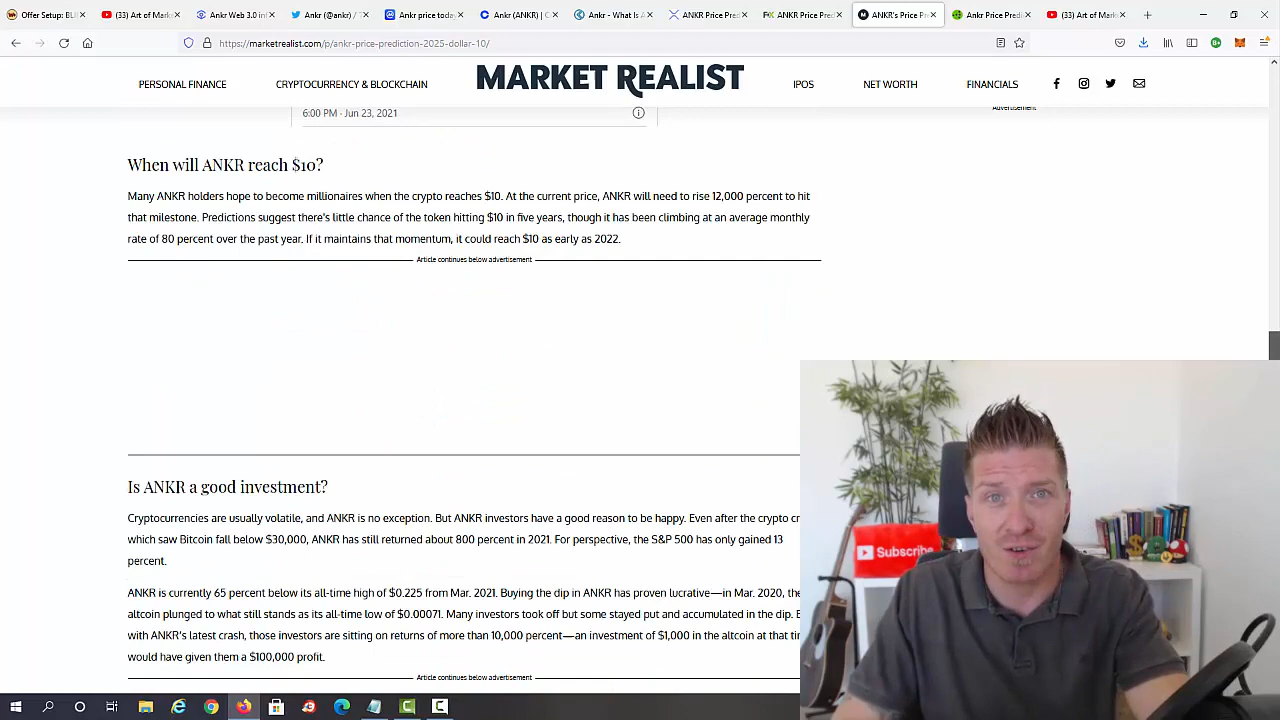 Offer Setup: BU
(33) Art of Mark
Ankr Web 3.0 in
Ankr (@ankr) /
Ankr price today
Ankr (ANKR) | C
Ankr - What Is A
ANKR Price Pred
ANKR Price Pred
ANKR's Price Pr
Ankr Price Predi
(33) Art of Mark
https://marketrealist.com/p/ankr-price-prediction-2025-dollar-10/
PERSONAL FINANCE
CRYPTOCURRENCY & BLOCKCHAIN
MARKET REALIST
IPOS
NET WORTH
FINANCIALS
6:00 PM · Jun 23, 2021
Advertisement
When will ANKR reach $10?
Many ANKR holders hope to become millionaires when the crypto reaches $10. At the current price, ANKR will need to rise 12,000 percent to hit
that milestone. Predictions suggest there's little chance of the token hitting $10 in five years, though it has been climbing at an average monthly
rate of 80 percent over the past year. If it maintains that momentum, it could reach $10 as early as 2022.
Article continues below advertisement
Is ANKR a good investment?
Cryptocurrencies are usually volatile, and ANKR is no exception. But ANKR investors have a good reason to be happy. Even after the crypto cr
which saw Bitcoin fall below $30,000, ANKR has still returned about 800 percent in 2021. For perspective, the S&P 500 has only gained 13
percent.
ANKR is currently 65 percent below its all-time high of $0.225 from Mar. 2021. Buying the dip in ANKR has proven lucrative—in Mar. 2020, the
altcoin plunged to what still stands as its all-time low of $0.00071. Many investors took off but some stayed put and accumulated in the dip. E
with ANKR's latest crash, those investors are sitting on returns of more than 10,000 percent—an investment of $1,000 in the altcoin at that tir
would have given them a $100,000 profit.
Article continues below advertisement
Subscribe